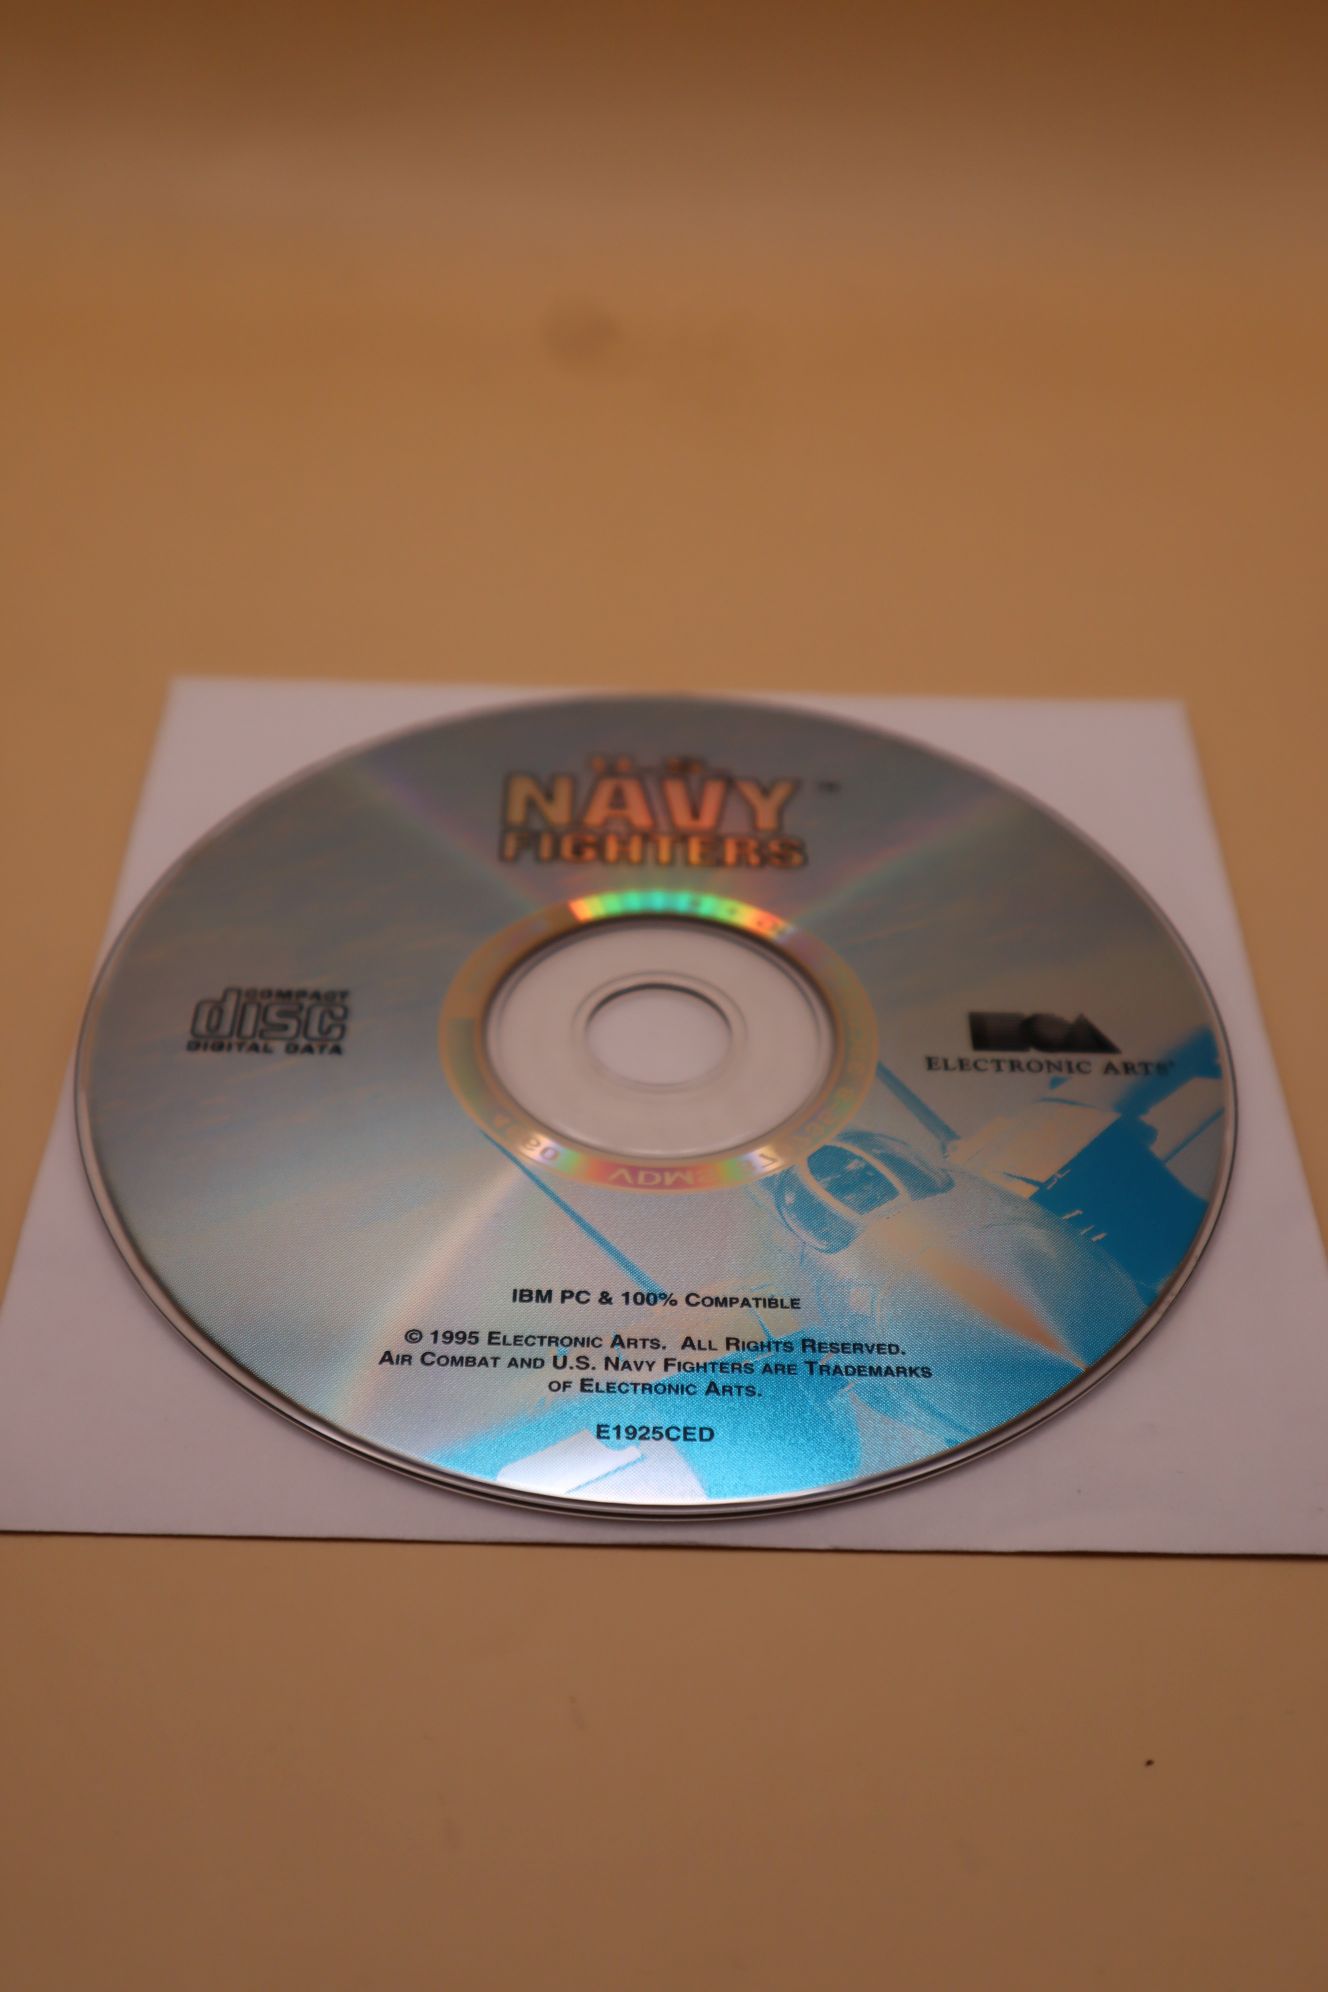 U.S.
NAVY™
FIGHTERS
COMPACT
disc
DIGITAL DATA
ELECTRONIC ARTS®
IBM PC & 100% COMPATIBLE
© 1995 ELECTRONIC ARTS. ALL RIGHTS RESERVED.
AIR COMBAT AND U.S. NAVY FIGHTERS ARE TRADEMARKS
OF ELECTRONIC ARTS.
E1925CED